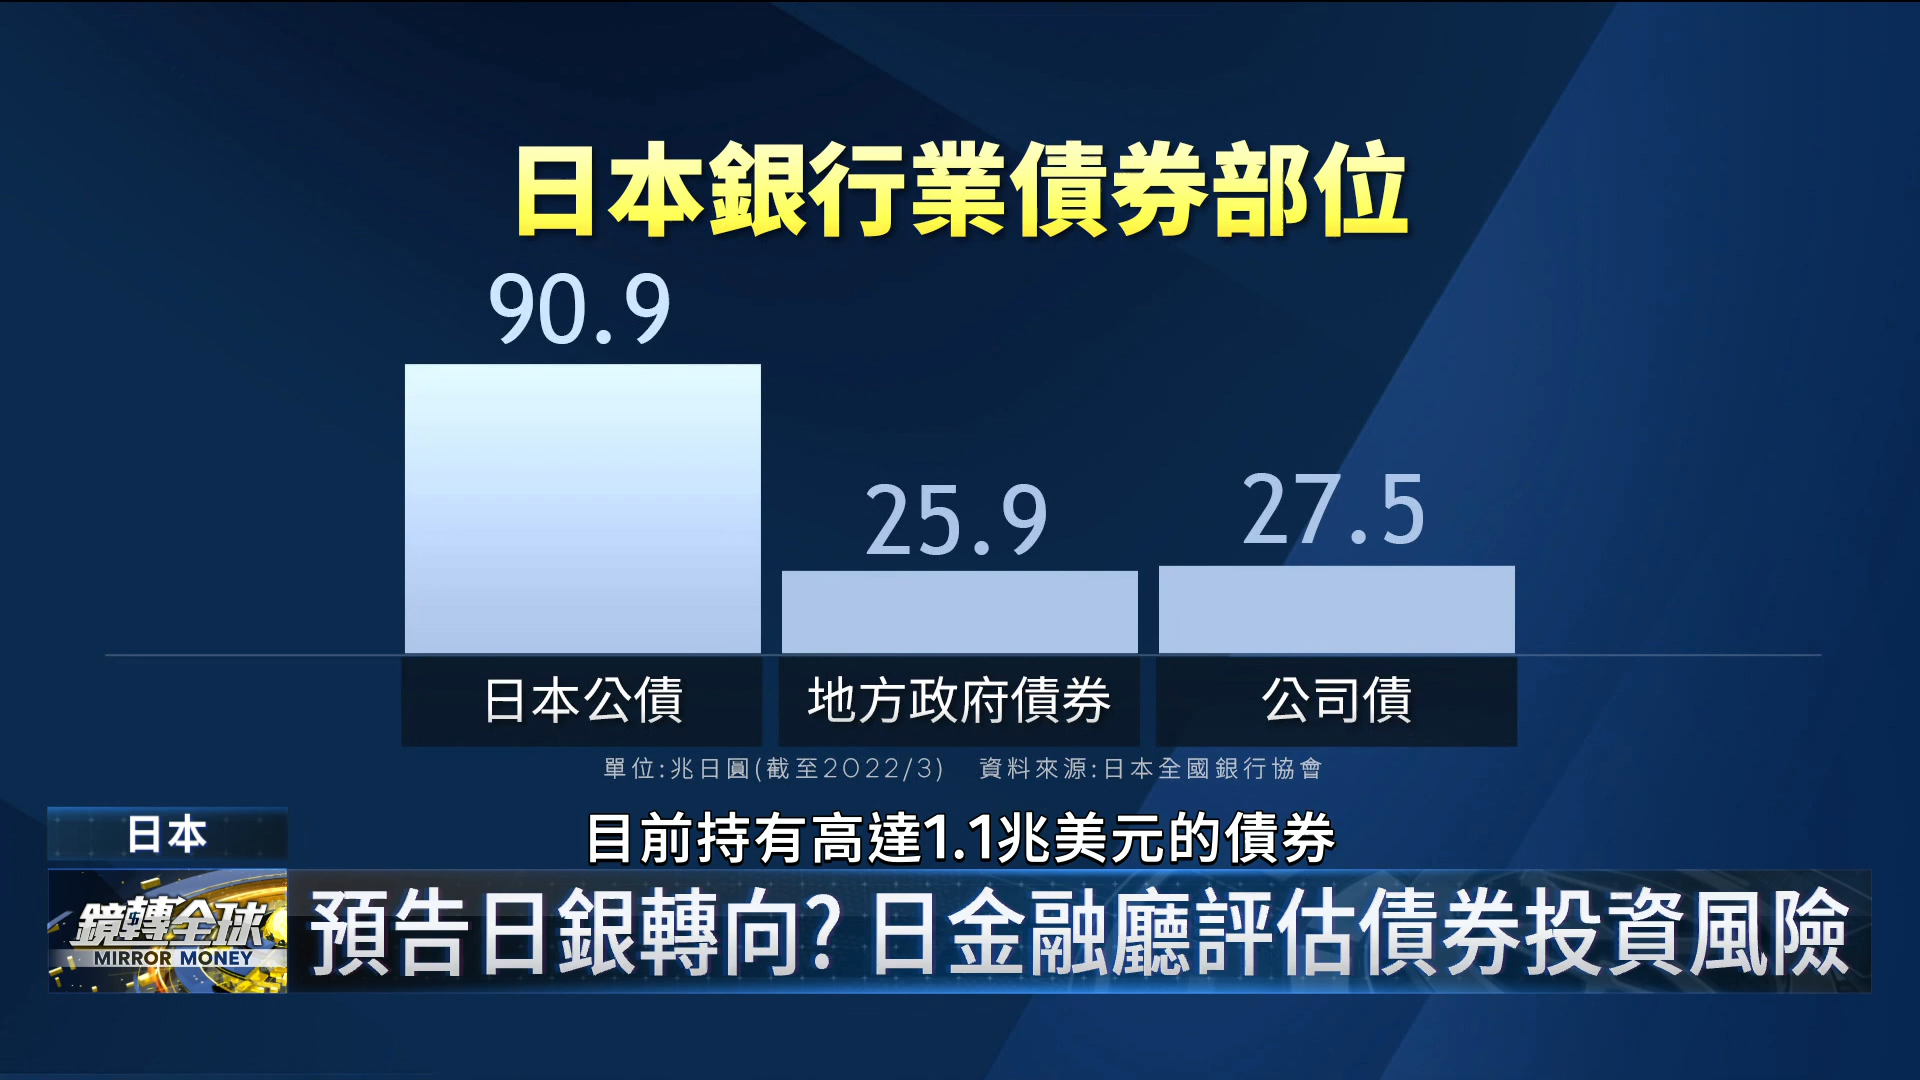 日本銀行業債券部位
90.9
25.9
27.5
日本公債
地方政府債券
公司債
單位:兆日圓(截至2022/3) 資料來源:日本全國銀行協會
日本
目前持有高達1.1兆美元的債券
鏡轉全球
MIRROR MONEY
預告日銀轉向? 日金融廳評估債券投資風險